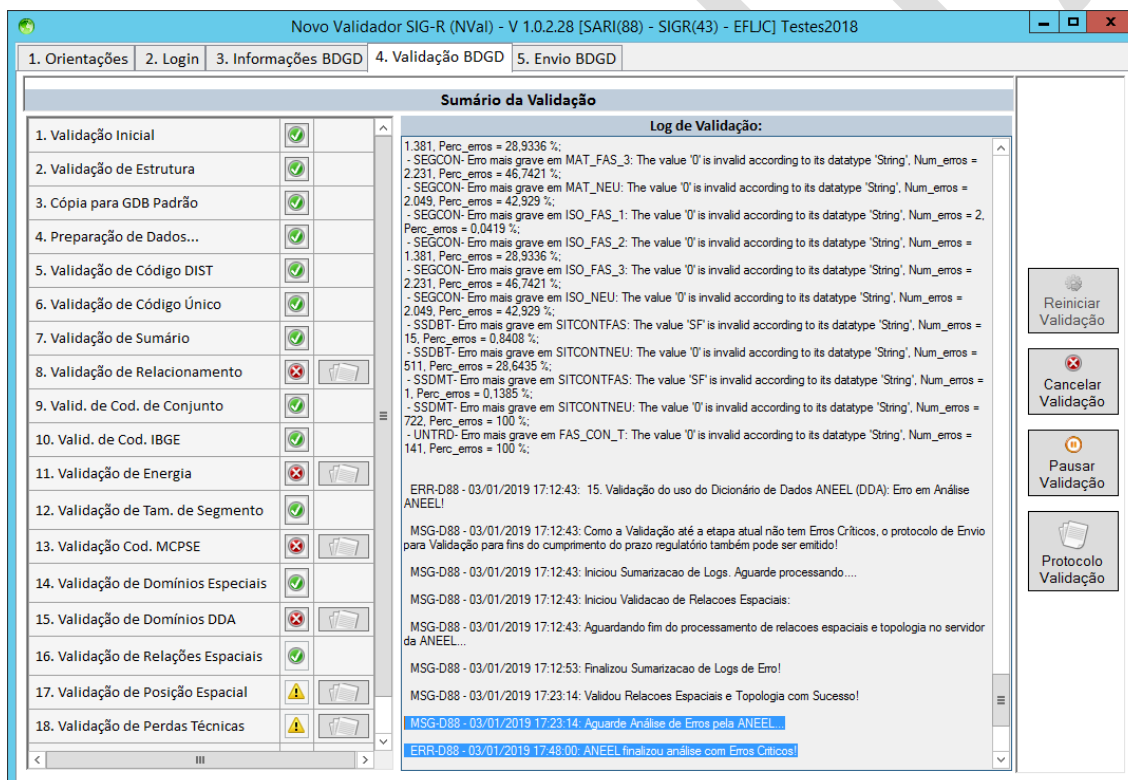 Novo Validador SIG-R (NVal) - V 1.0.2.28 [SARI(88) - SIGR(43) - EFLJC] Testes2018
1. Orientações 2. Login 3. Informações BDGD 4. Validação BDGD 5. Envio BDGD
Sumário da Validação
1. Validação Inicial
2. Validação de Estrutura
3. Cópia para GDB Padrão
4. Preparação de Dados...
5. Validação de Código DIST
6. Validação de Código Único
7. Validação de Sumário
8. Validação de Relacionamento
9. Valid. de Cod. de Conjunto
10. Valid. de Cod. IBGE
11. Validação de Energia
12. Validação de Tam. de Segmento
13. Validação Cod. MCPSE
14. Validação de Domínios Especiais
15. Validação de Domínios DDA
16. Validação de Relações Espaciais
17. Validação de Posição Espacial
18. Validação de Perdas Técnicas
Log de Validação:
1.381, Perc_erros = 28,9336 %;
- SEGCON- Erro mais grave em MAT_FAS_3: The value '0' is invalid according to its datatype 'String', Num_erros =
2.231, Perc_erros = 46,7421 %;
- SEGCON- Erro mais grave em MAT_NEU: The value '0' is invalid according to its datatype 'String', Num_erros =
2.049, Perc_erros = 42,929 %;
- SEGCON- Erro mais grave em ISO_FAS_1: The value '0' is invalid according to its datatype 'String', Num_erros = 2,
Perc_erros = 0,0419 %;
- SEGCON- Erro mais grave em ISO_FAS_2: The value '0' is invalid according to its datatype 'String', Num_erros =
1.381, Perc_erros = 28,9336 %;
- SEGCON- Erro mais grave em ISO_FAS_3: The value '0' is invalid according to its datatype 'String', Num_erros =
2.231, Perc_erros = 46,7421 %;
- SEGCON- Erro mais grave em ISO_NEU: The value '0' is invalid according to its datatype 'String', Num_erros =
2.049, Perc_erros = 42,929 %;
- SSDBT- Erro mais grave em SITCONTFAS: The value 'SF' is invalid according to its datatype 'String', Num_erros =
15, Perc_erros = 0,8408 %;
- SSDBT- Erro mais grave em SITCONTNEU: The value '0' is invalid according to its datatype 'String', Num_erros =
511, Perc_erros = 28,6435 %;
- SSDMT- Erro mais grave em SITCONTFAS: The value 'SF' is invalid according to its datatype 'String', Num_erros =
1, Perc_erros = 0,1385 %;
- SSDMT- Erro mais grave em SITCONTNEU: The value '0' is invalid according to its datatype 'String', Num_erros =
722, Perc_erros = 100 %;
- UNTRD- Erro mais grave em FAS_CON_T: The value '0' is invalid according to its datatype 'String', Num_erros =
141, Perc_erros = 100 %;
ERR-D88 - 03/01/2019 17:12:43: 15. Validação do uso do Dicionário de Dados ANEEL (DDA): Erro em Análise
ANEEL!
MSG-D88 - 03/01/2019 17:12:43: Como a Validação até a etapa atual não tem Erros Críticos, o protocolo de Envio
para Validação para fins do cumprimento do prazo regulatório também pode ser emitido!
MSG-D88 - 03/01/2019 17:12:43: Iniciou Sumarizacao de Logs. Aguarde processando....
MSG-D88 - 03/01/2019 17:12:43: Iniciou Validacao de Relacoes Espaciais:
MSG-D88 - 03/01/2019 17:12:43: Aguardando fim do processamento de relacoes espaciais e topologia no servidor
da ANEEL...
MSG-D88 - 03/01/2019 17:12:53: Finalizou Sumarizacao de Logs de Erro!
MSG-D88 - 03/01/2019 17:23:14: Validou Relacoes Espaciais e Topologia com Sucesso!
MSG-D88 - 03/01/2019 17:23:14: Aguarde Análise de Erros pela ANEEL...
ERR-D88 - 03/01/2019 17:48:00: ANEEL finalizou análise com Erros Criticos!
Reiniciar
Validação
Cancelar
Validação
Pausar
Validação
Protocolo
Validação